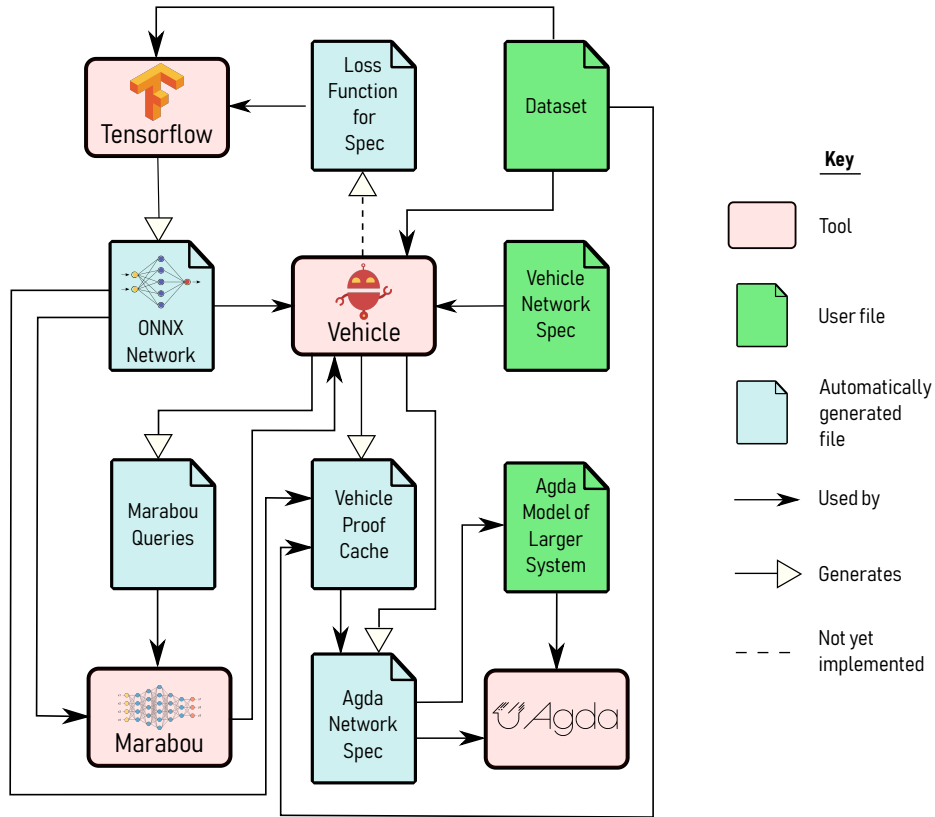 Loss
Function
for
Spec
Tensorflow
Dataset
Key
Tool
ONNX
Network
Vehicle
Vehicle
Network
Spec
User file
Automatically
generated
file
Marabou
Queries
Vehicle
Proof
Cache
Agda
Model of
Larger
System
Used by
Generates
Not yet
implemented
Marabou
Agda
Network
Spec
Agda